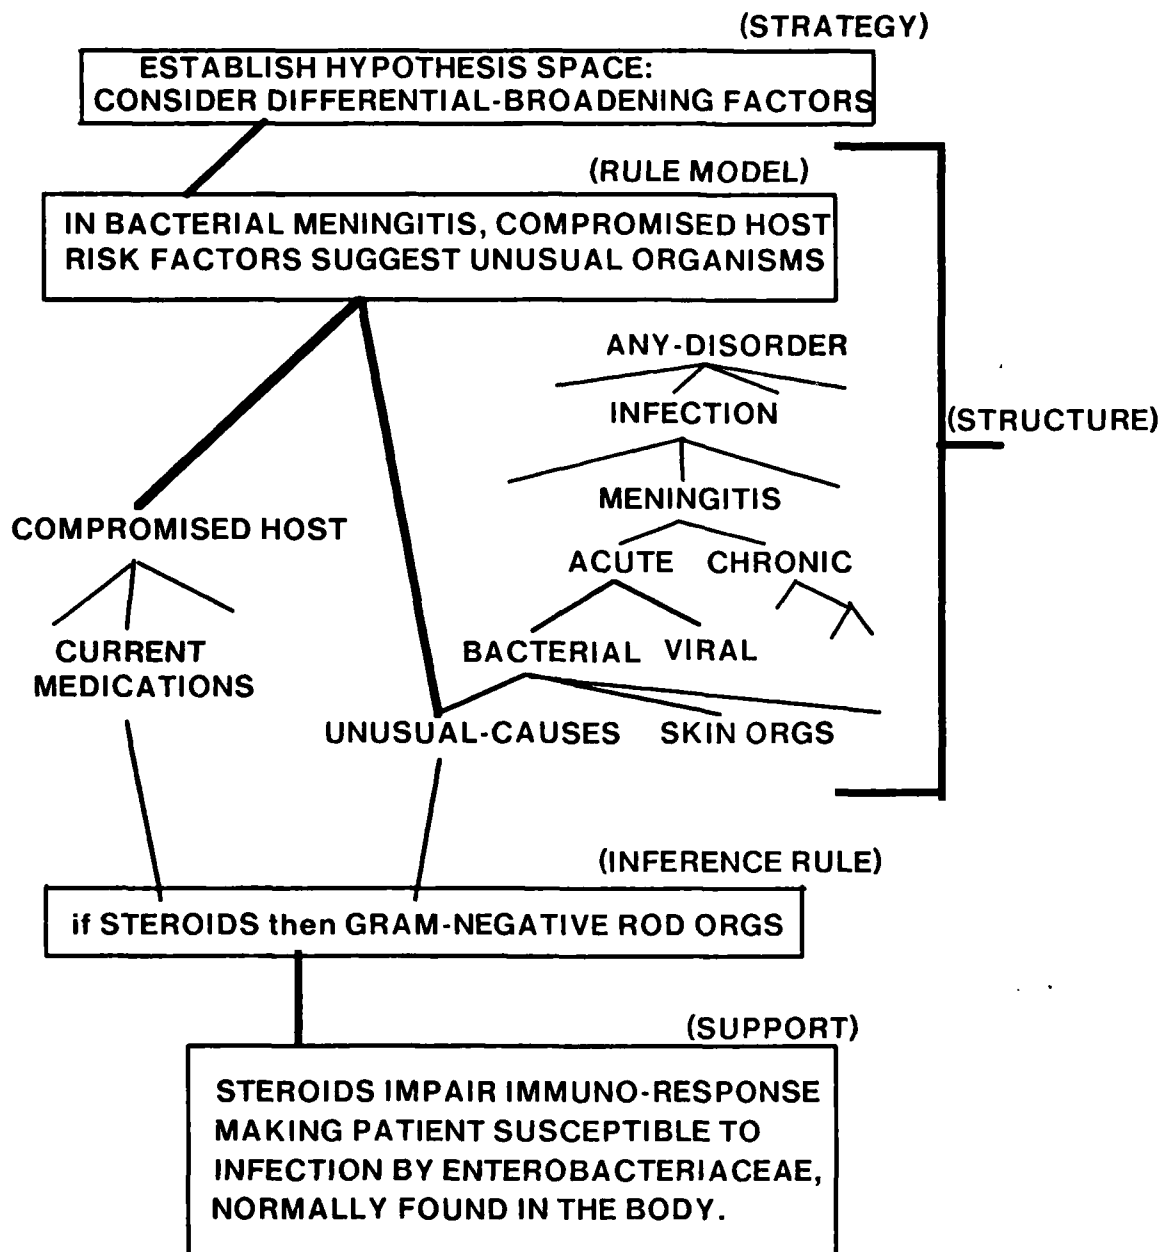 (STRATEGY)
ESTABLISH HYPOTHESIS SPACE:
CONSIDER DIFFERENTIAL-BROADENING FACTORS
(RULE MODEL)
IN BACTERIAL MENINGITIS, COMPROMISED HOST
RISK FACTORS SUGGEST UNUSUAL ORGANISMS
ANY-DISORDER
INFECTION
(STRUCTURE)
MENINGITIS
COMPROMISED HOST
ACUTE CHRONIC
CURRENT
MEDICATIONS
BACTERIAL VIRAL
UNUSUAL-CAUSES SKIN ORGS
(INFERENCE RULE)
if STEROIDS then GRAM-NEGATIVE ROD ORGS
(SUPPORT)
STEROIDS IMPAIR IMMUNO-RESPONSE
MAKING PATIENT SUSCEPTIBLE TO
INFECTION BY ENTEROBACTERIACEAE,
NORMALLY FOUND IN THE BODY.